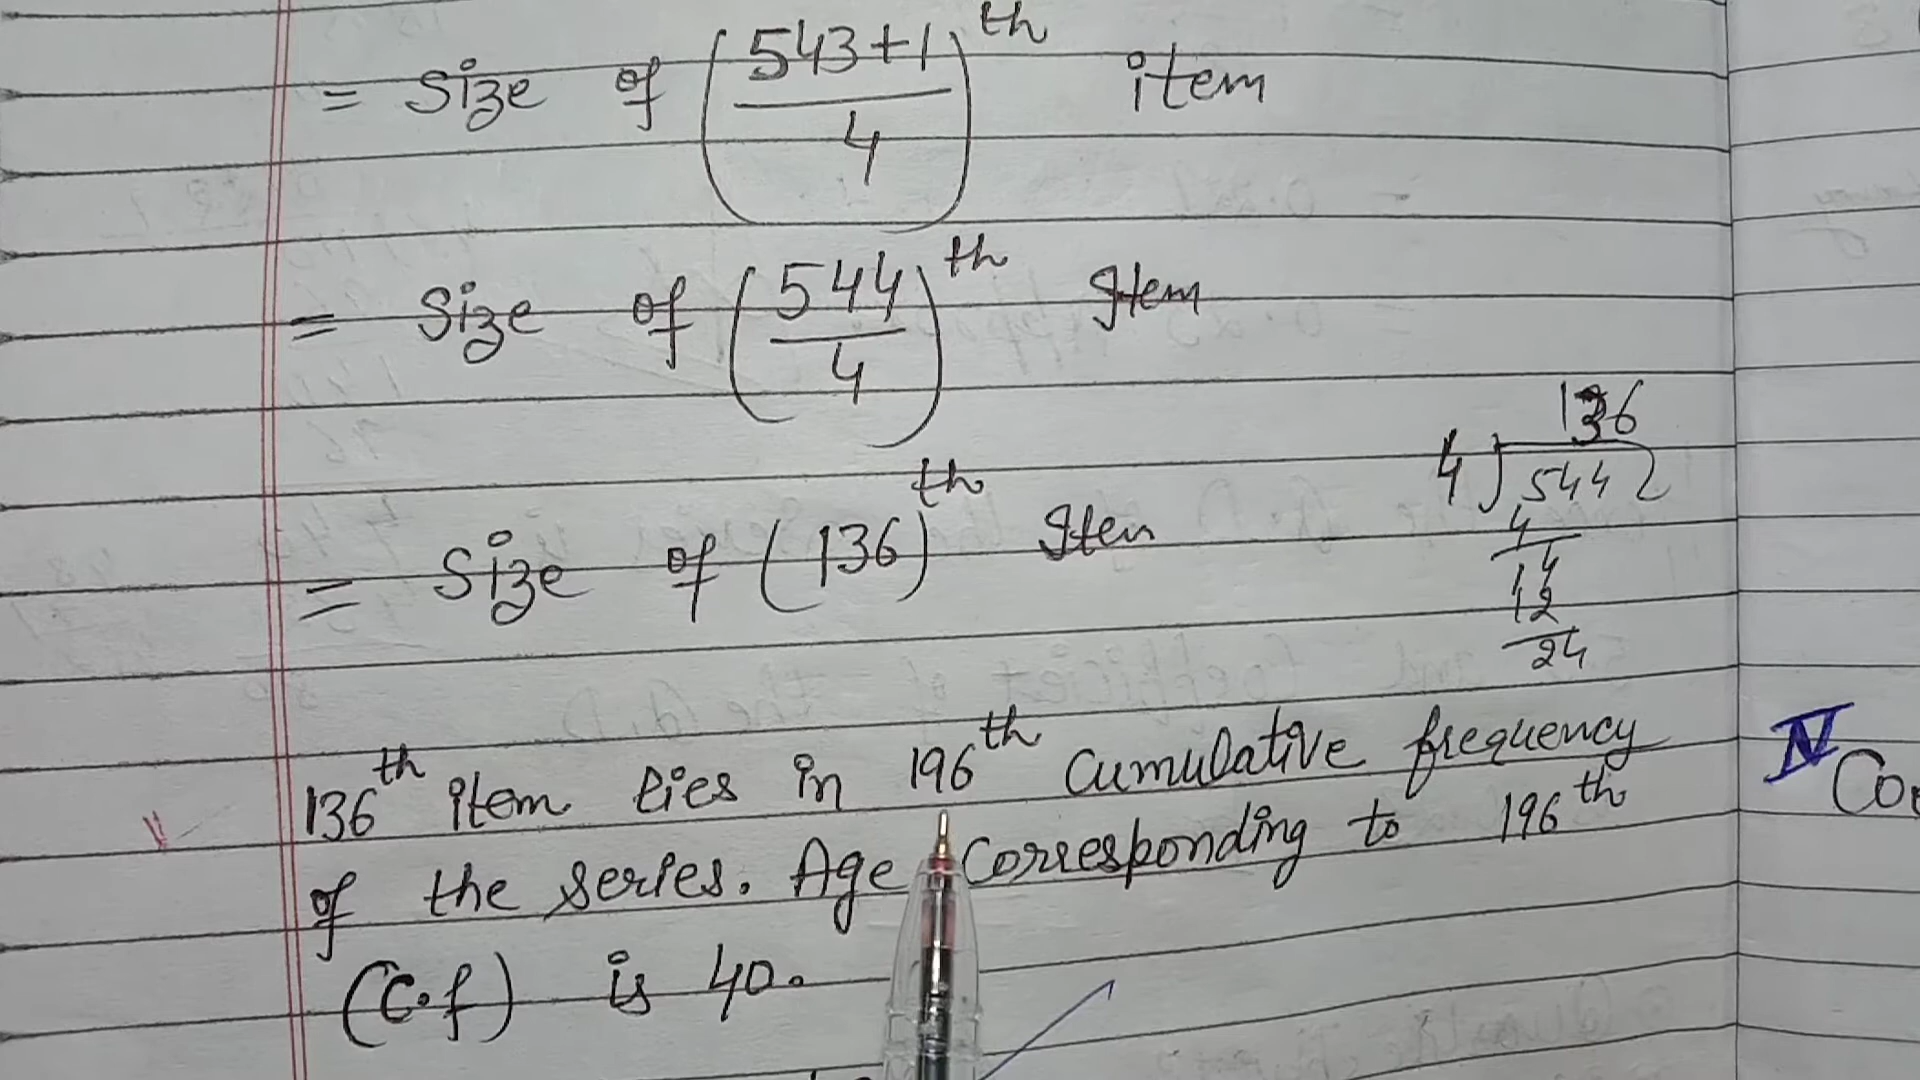 = Size of (543+1/4)th item
= Size of (544/4)th Item
136
4)544(
4
14
12
24
= Size of (136)th Item
136th item lies in 196th Cumulative frequency
of the series. Age Corresponding to 196th
(C.f) is 40.
IV